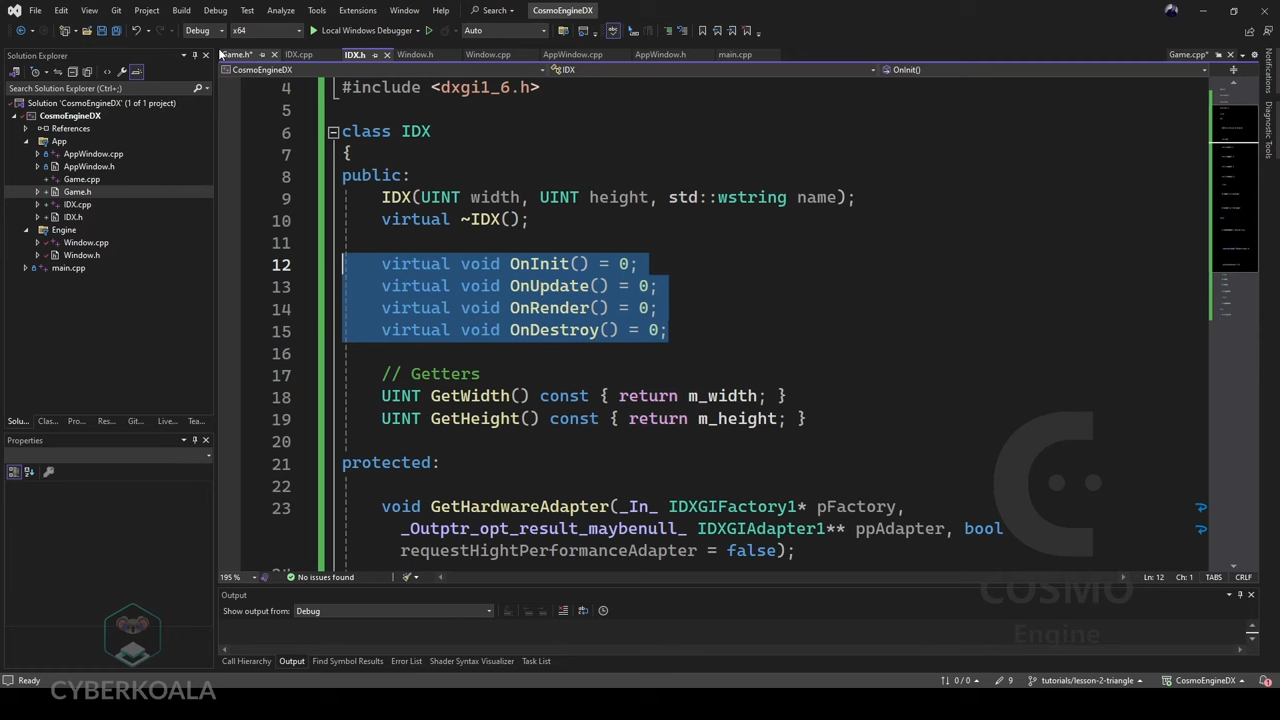 File Edit View Git Project Build Debug Test Analyze Tools Extensions Window Help Search CosmoEngineDX
Debug x64 Local Windows Debugger Auto
Solution Explorer
Game.h* IDX.cpp IDX.h Window.h Window.cpp AppWindow.cpp AppWindow.h main.cpp Game.cpp*
CosmoEngineDX IDX OnInit()
Search Solution Explorer (Ctrl+;)
Solution 'CosmoEngineDX' (1 of 1 project)
CosmoEngineDX
References
App
AppWindow.cpp
AppWindow.h
Game.cpp
Game.h
IDX.cpp
IDX.h
Engine
Window.cpp
Window.h
main.cpp
Solu... Clas... Pro... Res... Git... Live... Tea...
Properties
4 #include <dxgi1_6.h>
5
6 class IDX
7 {
8 public:
9 IDX(UINT width, UINT height, std::wstring name);
10 virtual ~IDX();
11
12 virtual void OnInit() = 0;
13 virtual void OnUpdate() = 0;
14 virtual void OnRender() = 0;
15 virtual void OnDestroy() = 0;
16
17 // Getters
18 UINT GetWidth() const { return m_width; }
19 UINT GetHeight() const { return m_height; }
20
21 protected:
22
23 void GetHardwareAdapter(_In_ IDXGIFactory1* pFactory,
_Outptr_opt_result_maybenull_ IDXGIAdapter1** ppAdapter, bool
requestHightPerformanceAdapter = false);
195 % No issues found Ln: 12 Ch: 1 TABS CRLF
Output
Show output from: Debug
Call Hierarchy Output Find Symbol Results Error List Shader Syntax Visualizer Task List
Ready 0 / 0 9 tutorials/lesson-2-triangle CosmoEngineDX
Notifications
Diagnostic Tools
COSMO
Engine
CYBERKOALA